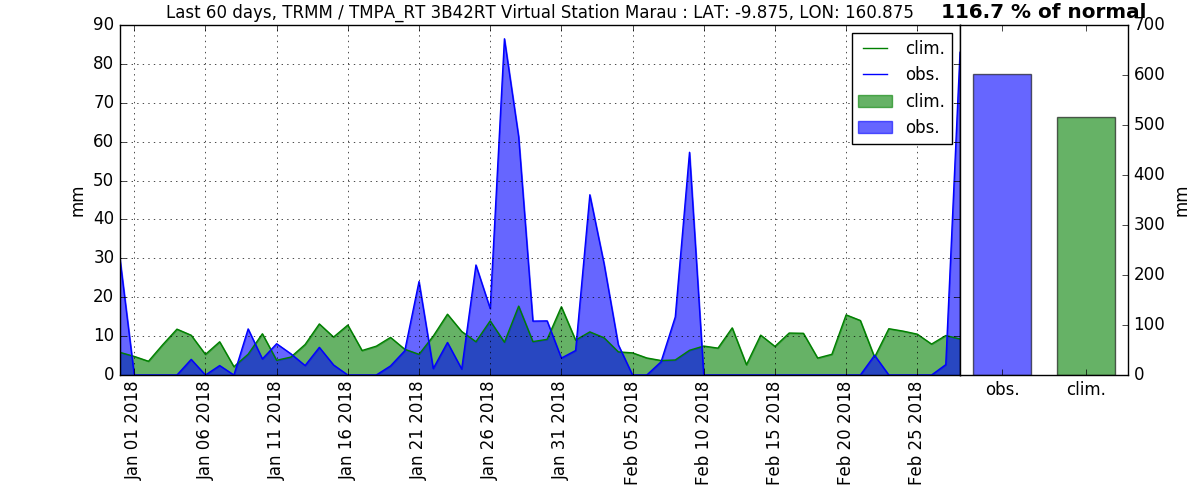 Last 60 days, TRMM / TMPA_RT 3B42RT Virtual Station Marau : LAT: -9.875, LON: 160.875
116.7 % of normal
90
80
70
60
50
40
30
20
10
0
mm
clim.
obs.
clim.
obs.
700
600
500
400
300
200
100
0
mm
Jan 01 2018
Jan 06 2018
Jan 11 2018
Jan 16 2018
Jan 21 2018
Jan 26 2018
Jan 31 2018
Feb 05 2018
Feb 10 2018
Feb 15 2018
Feb 20 2018
Feb 25 2018
obs.
clim.